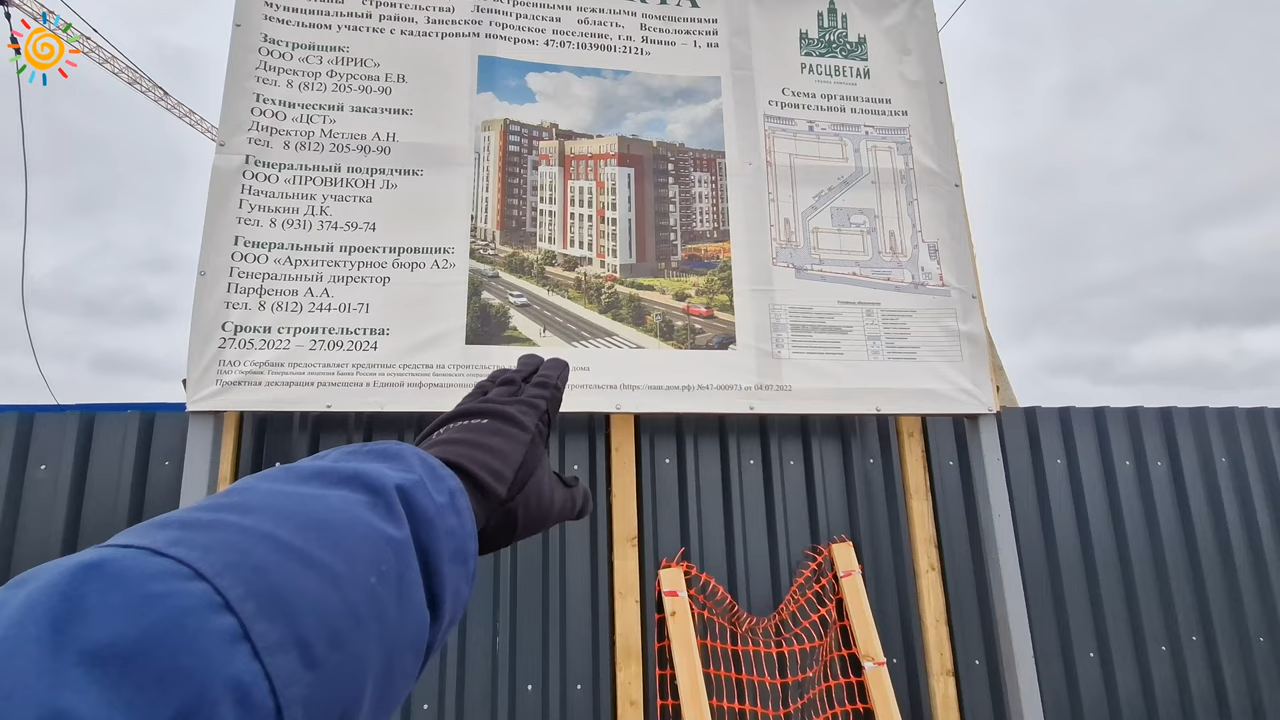 строенными нежилыми помещениями
строительства) Ленинградская область, Всеволожский
муниципальный район, Заневское городское поселение, г.п. Янино – 1, на
земельном участке с кадастровым номером: 47:07:1039001:2121»
Застройщик:
ООО «СЗ «ИРИС»
Директор Фурсова Е.В.
тел. 8 (812) 205-90-90
Технический заказчик:
ООО «ЦСТ»
Директор Метлев А.Н.
тел. 8 (812) 205-90-90
Генеральный подрядчик:
ООО «ПРОВИКОН Л»
Начальник участка
Гунькин Д.К.
тел. 8 (931) 374-59-74
Генеральный проектировщик:
ООО «Архитектурное бюро А2»
Генеральный директор
Парфенов А.А.
тел. 8 (812) 244-01-71
Сроки строительства:
27.05.2022 – 27.09.2024
ПАО Сбербанк предоставляет кредитные средства на строительство дома
ПАО Сбербанк. Генеральная лицензия Банка России на осуществление банковских
Проектная декларация размещена в Единой информационной строительства (https://наш.дом.рф) №47-000973 от 04.07.2022
РАСЦВЕТАЙ
ГРУППА КОМПАНИЙ
Схема организации
строительной площадки